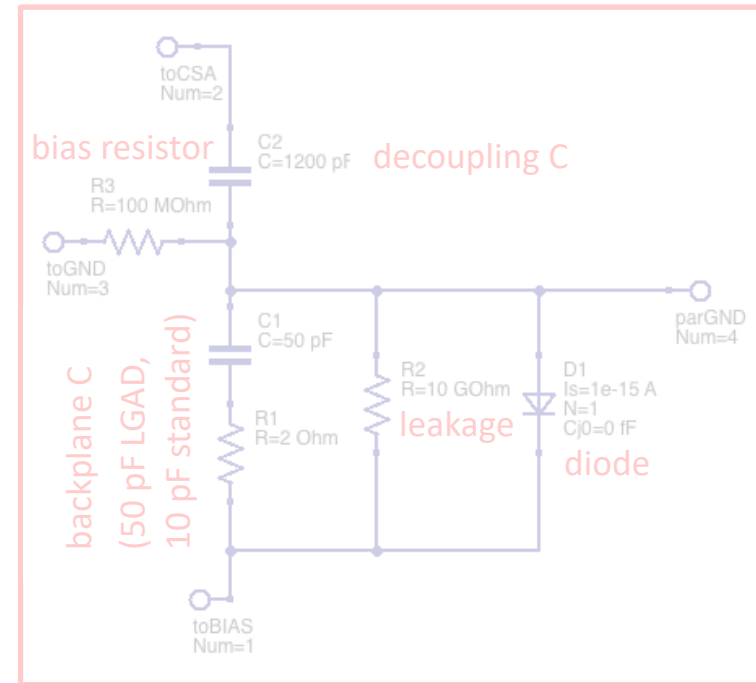 toCSA
Num=2
bias resistor
C2
C=1200 pF
decoupling C
R3
R=100 MOhm
toGND
Num=3
C1
C=50 pF
parGND
Num=4
backplane C
(50 pF LGAD,
10 pF standard)
R1
R=2 Ohm
R2
R=10 GOhm
leakage
D1
Is=1e-15 A
N=1
Cj0=0 fF
diode
toBIAS
Num=1